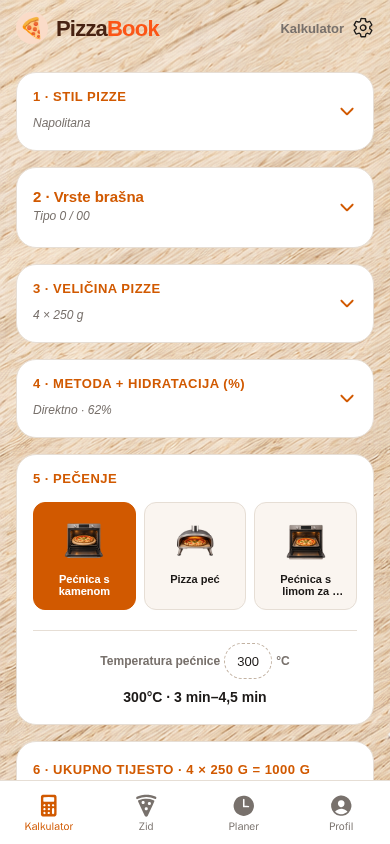 PizzaBook
Kalkulator
1 · STIL PIZZE
Napolitana
2 · Vrste brašna
Tipo 0 / 00
3 · VELIČINA PIZZE
4 × 250 g
4 · METODA + HIDRATACIJA (%)
Direktno · 62%
5 · PEČENJE
Pećnica s
kamenom
Pizza peć
Pećnica s
limom za ...
Temperatura pećnice 300 °C
300°C · 3 min–4,5 min
6 · UKUPNO TIJESTO · 4 × 250 G = 1000 G
Kalkulator
Zid
Planer
Profil